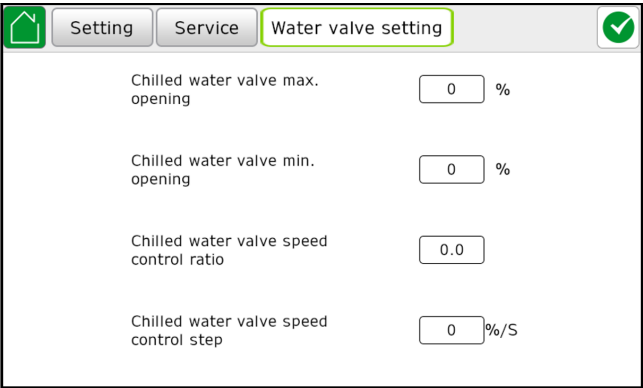 Setting Service Water valve setting
Chilled water valve max.
opening
0 %
Chilled water valve min.
opening
0 %
Chilled water valve speed
control ratio
0.0
Chilled water valve speed
control step
0 %/S